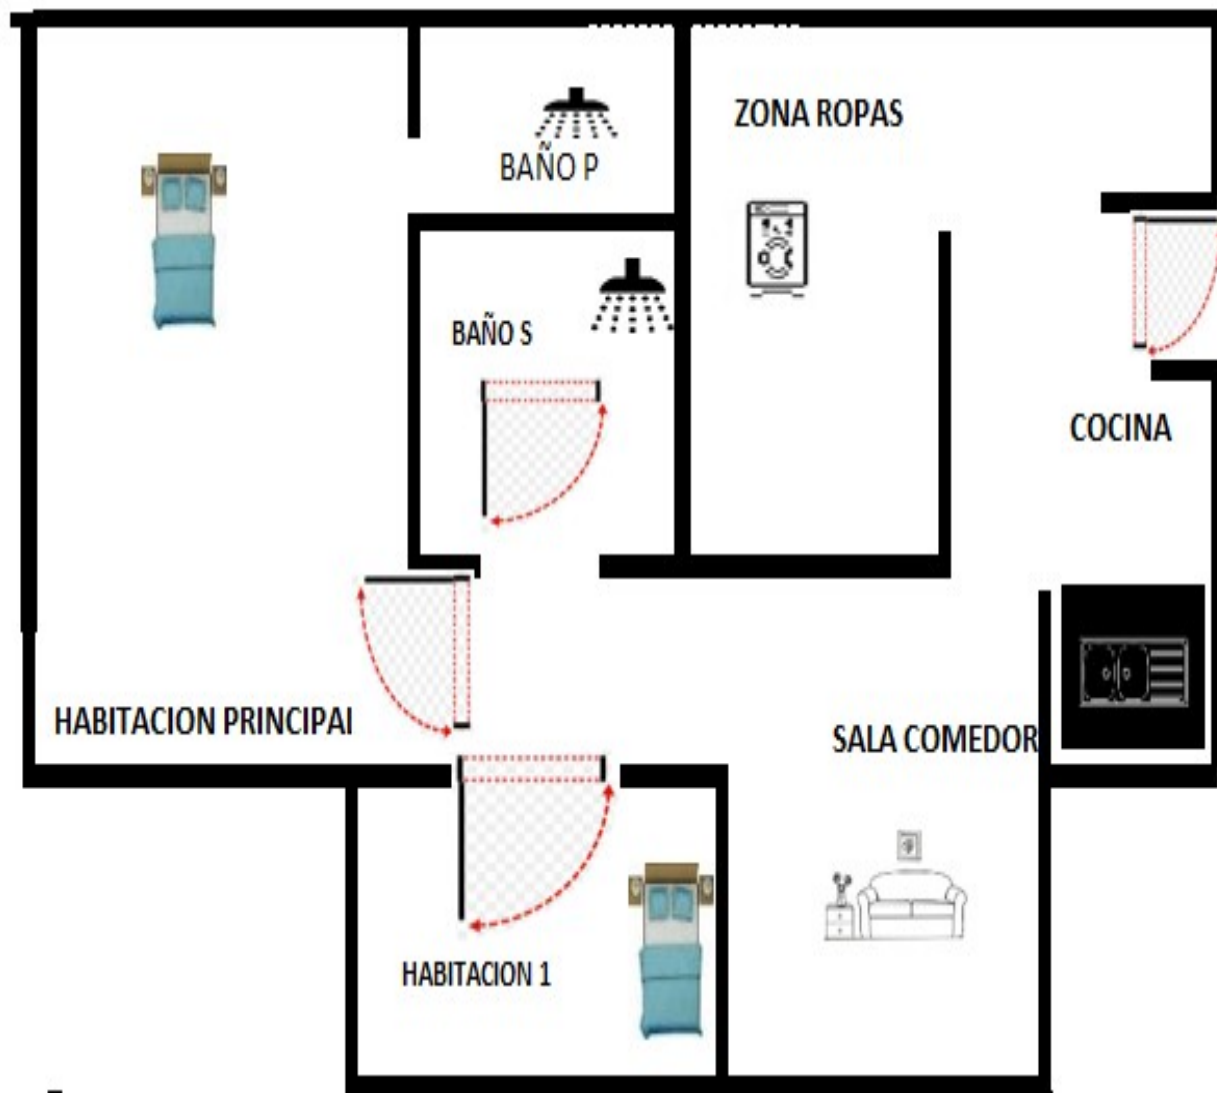 ZONA ROPAS
BAÑO P
BAÑO S
COCINA
HABITACION PRINCIPAI
SALA COMEDOR
HABITACION 1